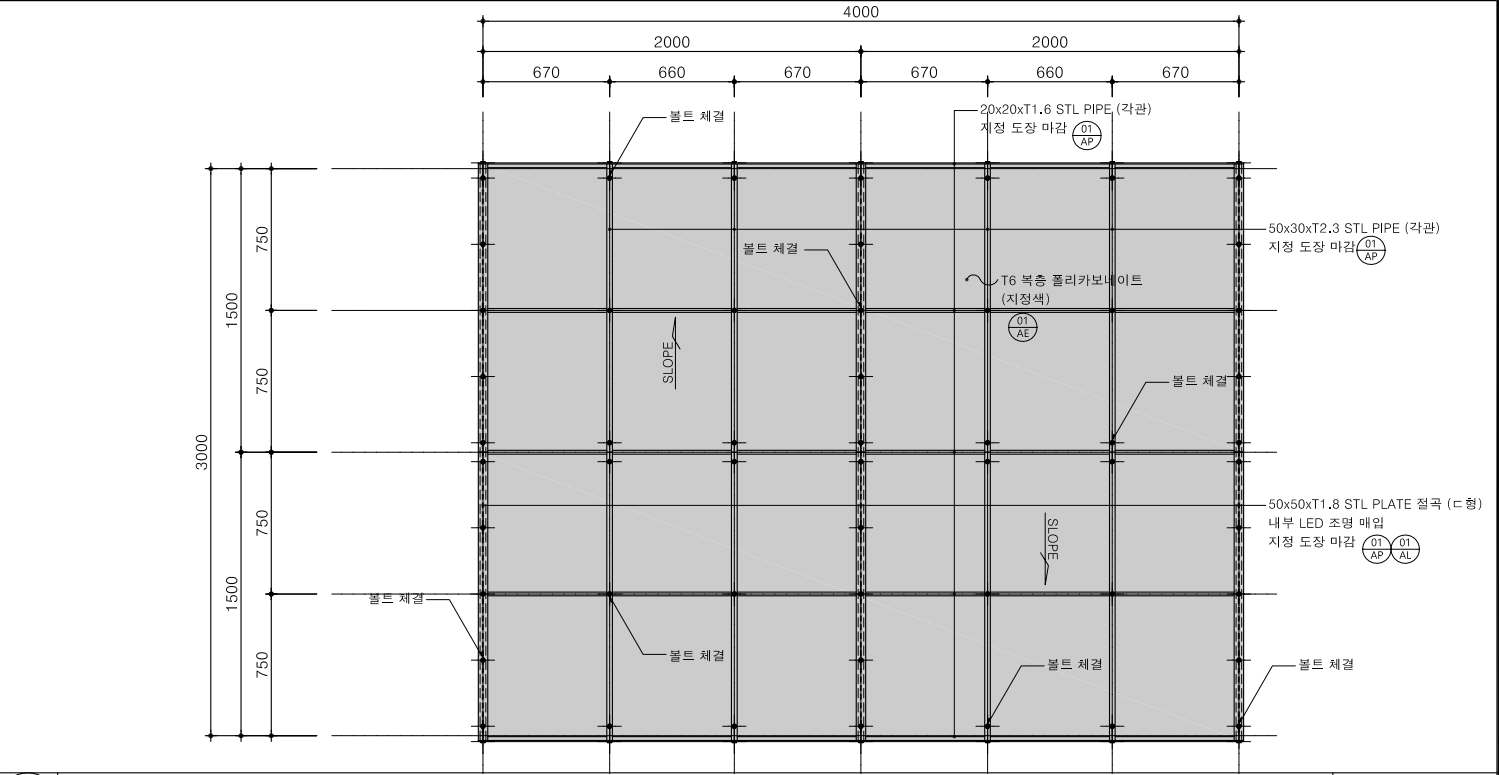 4000
2000
2000
670
660
670
670
660
670
볼트 체결
20x20xT1.6 STL PIPE (각관)
지정 도장 마감
01
AP
750
볼트 체결
50x30xT2.3 STL PIPE (각관)
지정 도장 마감
01
AP
T6 복층 폴리카보네이트
(지정색)
01
AE
1500
SLOPE
750
볼트 체결
3000
750
50x50xT1.8 STL PLATE 절곡 (ㄷ형)
내부 LED 조명 매입
지정 도장 마감
01
AP
01
AL
SLOPE
1500
볼트 체결
750
볼트 체결
볼트 체결
볼트 체결